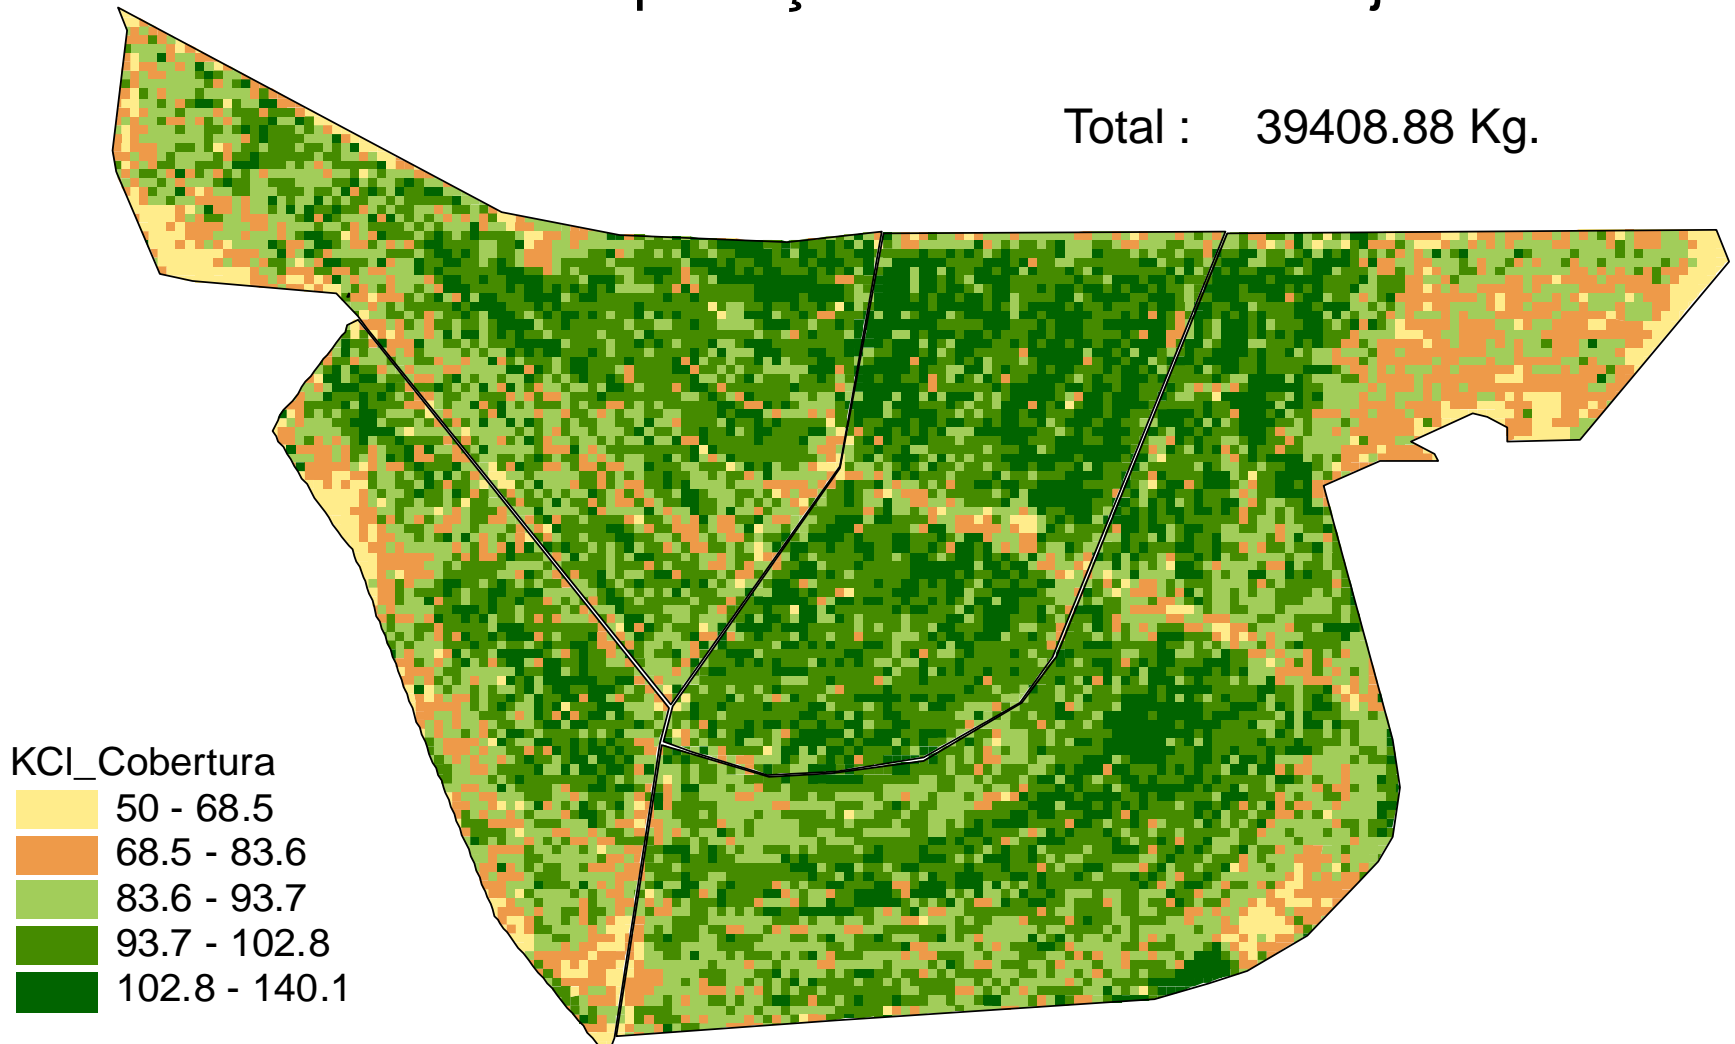 Total : 39408.88 Kg.
KCl_Cobertura
50 - 68.5
68.5 - 83.6
83.6 - 93.7
93.7 - 102.8
102.8 - 140.1